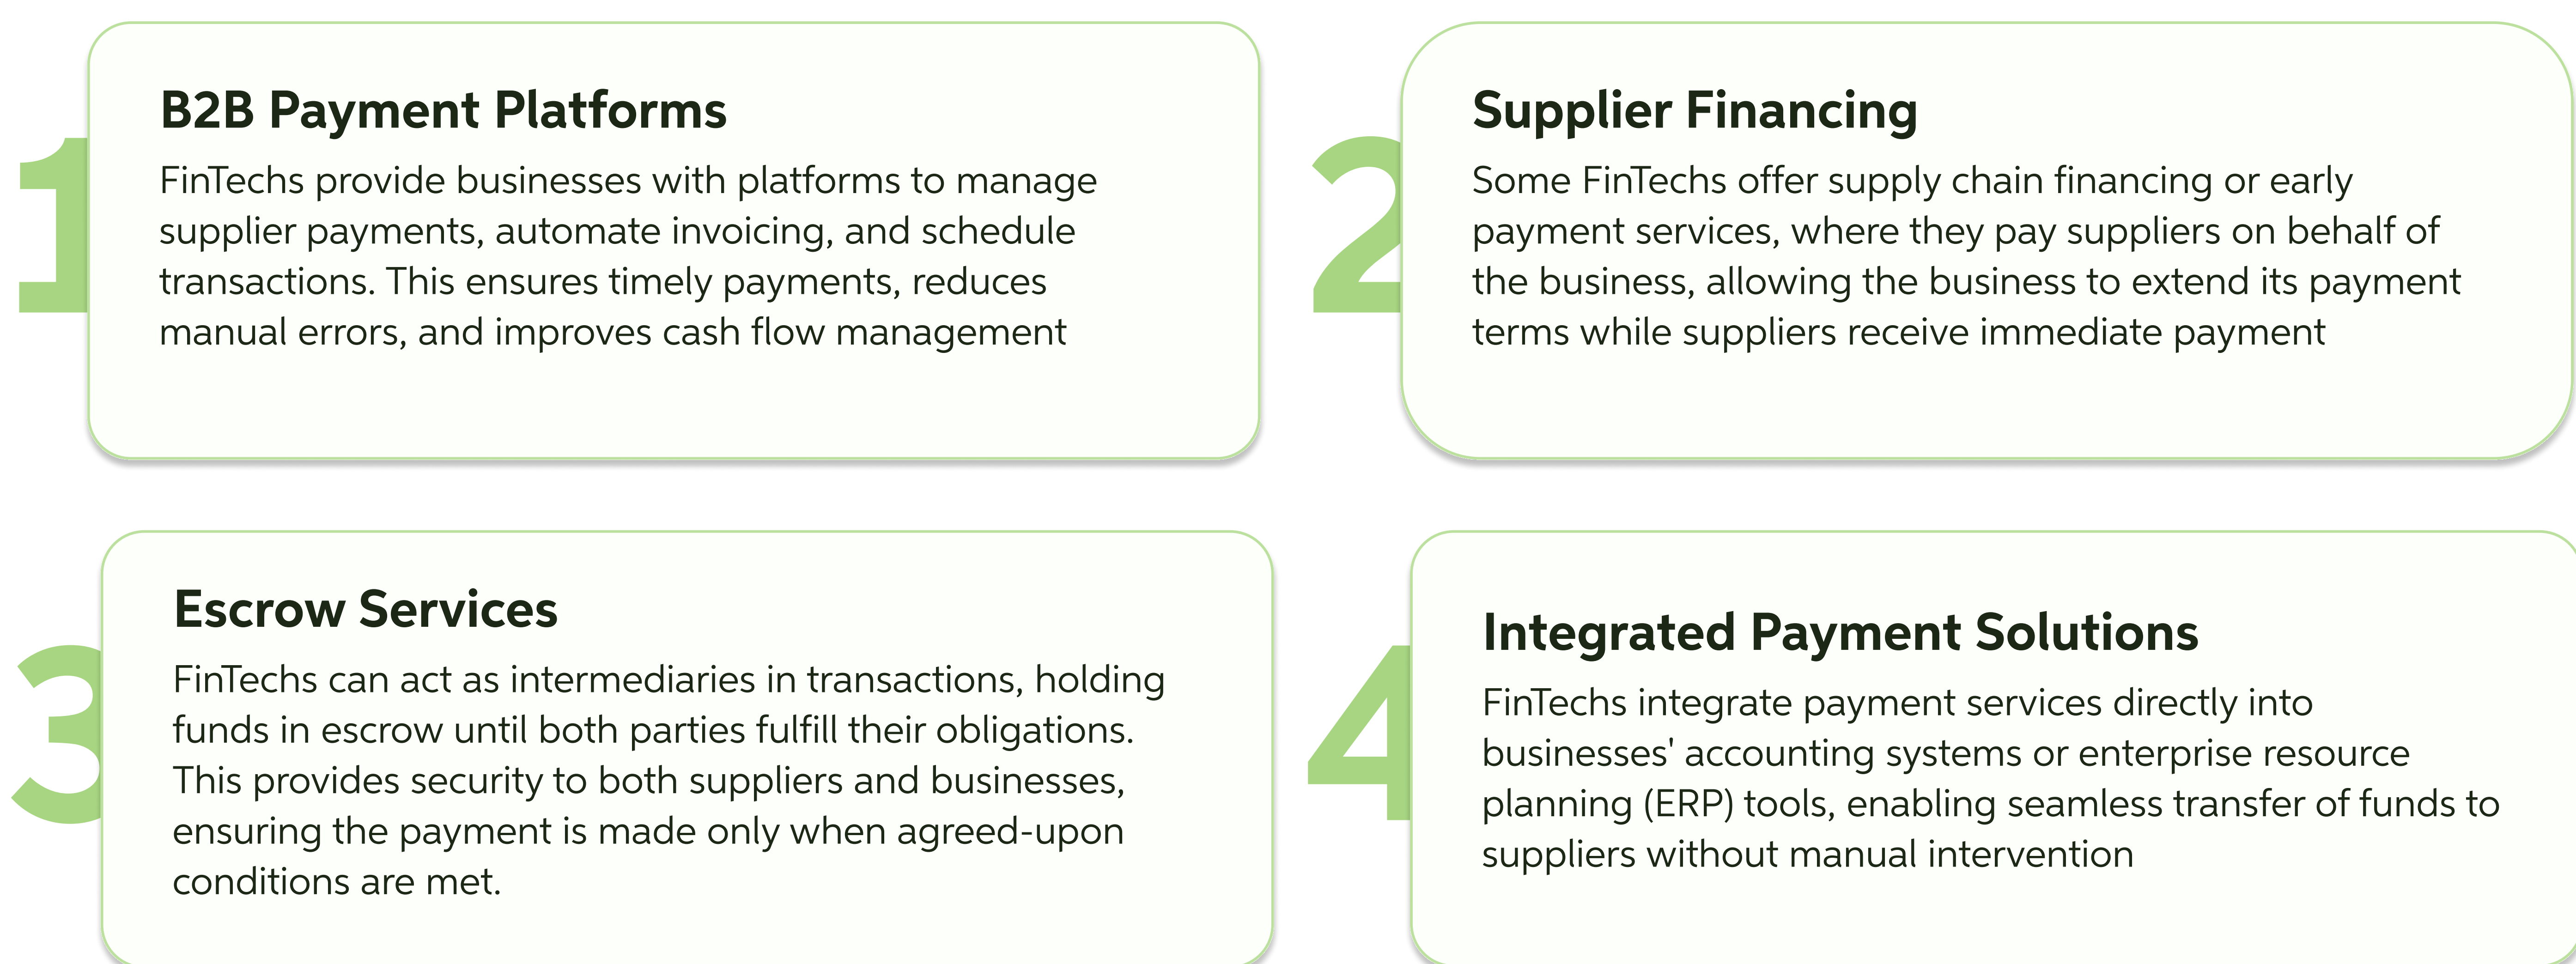 1
B2B Payment Platforms
FinTechs provide businesses with platforms to manage
supplier payments, automate invoicing, and schedule
transactions. This ensures timely payments, reduces
manual errors, and improves cash flow management
2
Supplier Financing
Some FinTechs offer supply chain financing or early
payment services, where they pay suppliers on behalf of
the business, allowing the business to extend its payment
terms while suppliers receive immediate payment
3
Escrow Services
FinTechs can act as intermediaries in transactions, holding
funds in escrow until both parties fulfill their obligations.
This provides security to both suppliers and businesses,
ensuring the payment is made only when agreed-upon
conditions are met.
4
Integrated Payment Solutions
FinTechs integrate payment services directly into
businesses' accounting systems or enterprise resource
planning (ERP) tools, enabling seamless transfer of funds to
suppliers without manual intervention